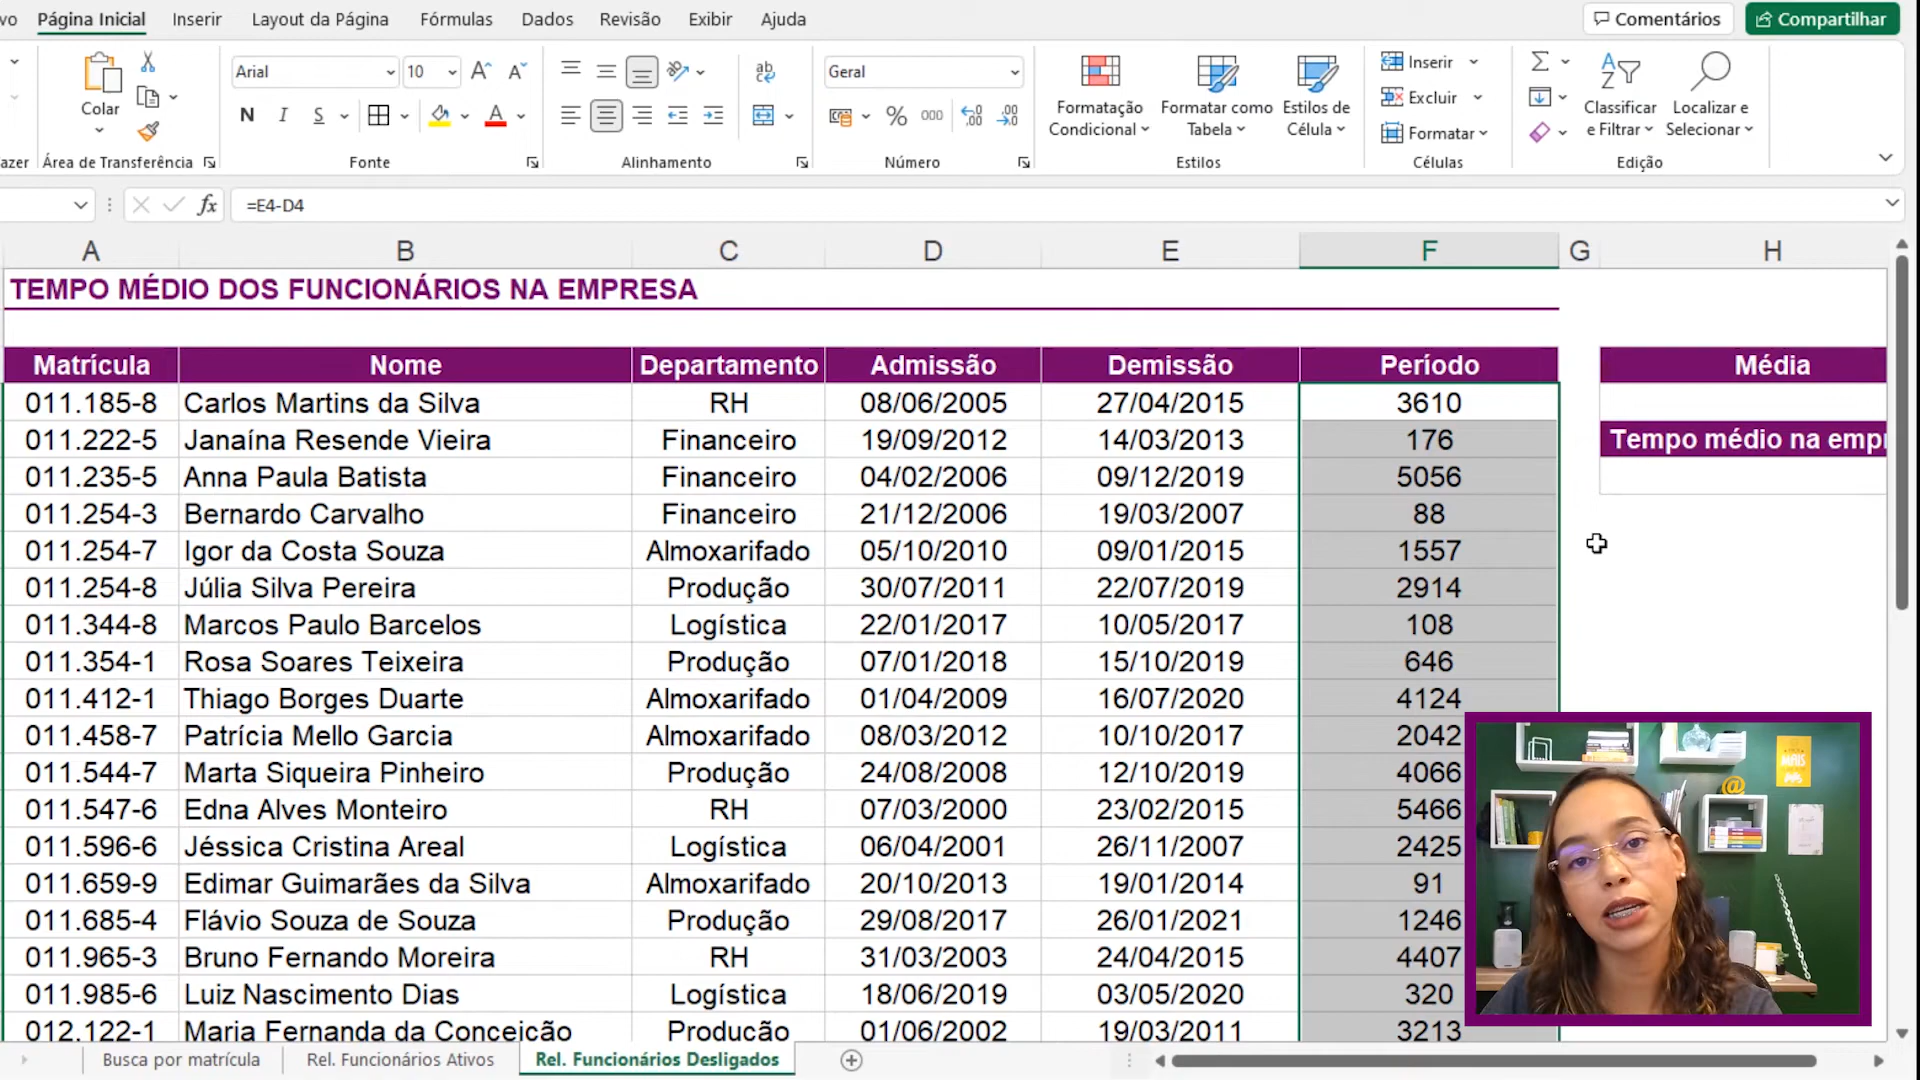 vo Página Inicial Inserir Layout da Página Fórmulas Dados Revisão Exibir Ajuda Comentários Compartilhar
Colar
Arial 10
N I S
ab
Geral
% 000
Formatação Condicional
Formatar como Tabela
Estilos de Célula
Inserir
Excluir
Formatar
Classificar e Filtrar
Localizar e Selecionar
azer Área de Transferência Fonte Alinhamento Número Estilos Células Edição
fx =E4-D4
A B C D E F G H
TEMPO MÉDIO DOS FUNCIONÁRIOS NA EMPRESA
Matrícula Nome Departamento Admissão Demissão Período Média
011.185-8 Carlos Martins da Silva RH 08/06/2005 27/04/2015 3610
011.222-5 Janaína Resende Vieira Financeiro 19/09/2012 14/03/2013 176 Tempo médio na empr
011.235-5 Anna Paula Batista Financeiro 04/02/2006 09/12/2019 5056
011.254-3 Bernardo Carvalho Financeiro 21/12/2006 19/03/2007 88
011.254-7 Igor da Costa Souza Almoxarifado 05/10/2010 09/01/2015 1557
011.254-8 Júlia Silva Pereira Produção 30/07/2011 22/07/2019 2914
011.344-8 Marcos Paulo Barcelos Logística 22/01/2017 10/05/2017 108
011.354-1 Rosa Soares Teixeira Produção 07/01/2018 15/10/2019 646
011.412-1 Thiago Borges Duarte Almoxarifado 01/04/2009 16/07/2020 4124
011.458-7 Patrícia Mello Garcia Almoxarifado 08/03/2012 10/10/2017 2042
011.544-7 Marta Siqueira Pinheiro Produção 24/08/2008 12/10/2019 4066
011.547-6 Edna Alves Monteiro RH 07/03/2000 23/02/2015 5466
011.596-6 Jéssica Cristina Areal Logística 06/04/2001 26/11/2007 2425
011.659-9 Edimar Guimarães da Silva Almoxarifado 20/10/2013 19/01/2014 91
011.685-4 Flávio Souza de Souza Produção 29/08/2017 26/01/2021 1246
011.965-3 Bruno Fernando Moreira RH 31/03/2003 24/04/2015 4407
011.985-6 Luiz Nascimento Dias Logística 18/06/2019 03/05/2020 320
012.122-1 Maria Fernanda da Conceição Produção 01/06/2002 19/03/2011 3213
MAIS
@
Busca por matrícula Rel. Funcionários Ativos Rel. Funcionários Desligados